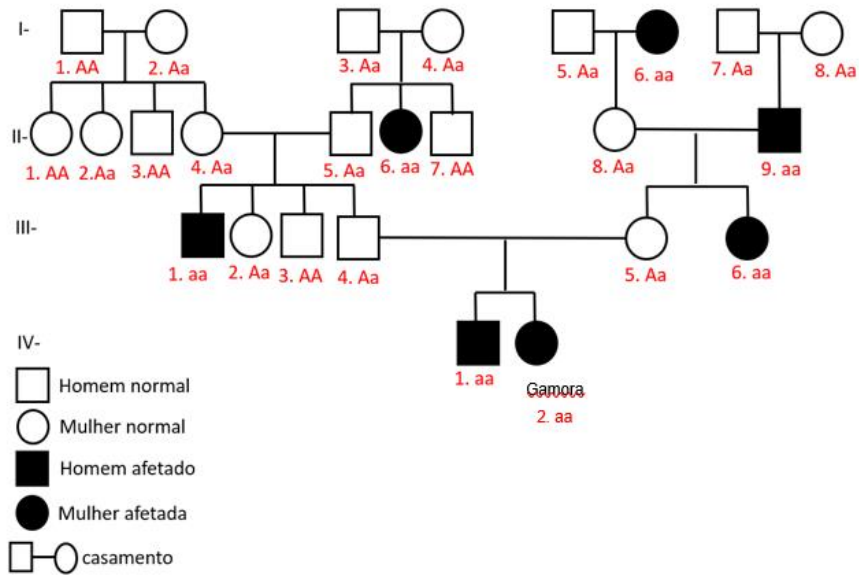 I-
1. AA 2. Aa 3. Aa 4. Aa 5. Aa 6. aa 7. Aa 8. Aa
II-
1. AA 2.Aa 3.AA 4. Aa 5. Aa 6. aa 7. AA 8. Aa 9. aa
III-
1. aa 2. Aa 3. AA 4. Aa 5. Aa 6. aa
IV-
1. aa
Gamora
2. aa
Homem normal
Mulher normal
Homem afetado
Mulher afetada
casamento